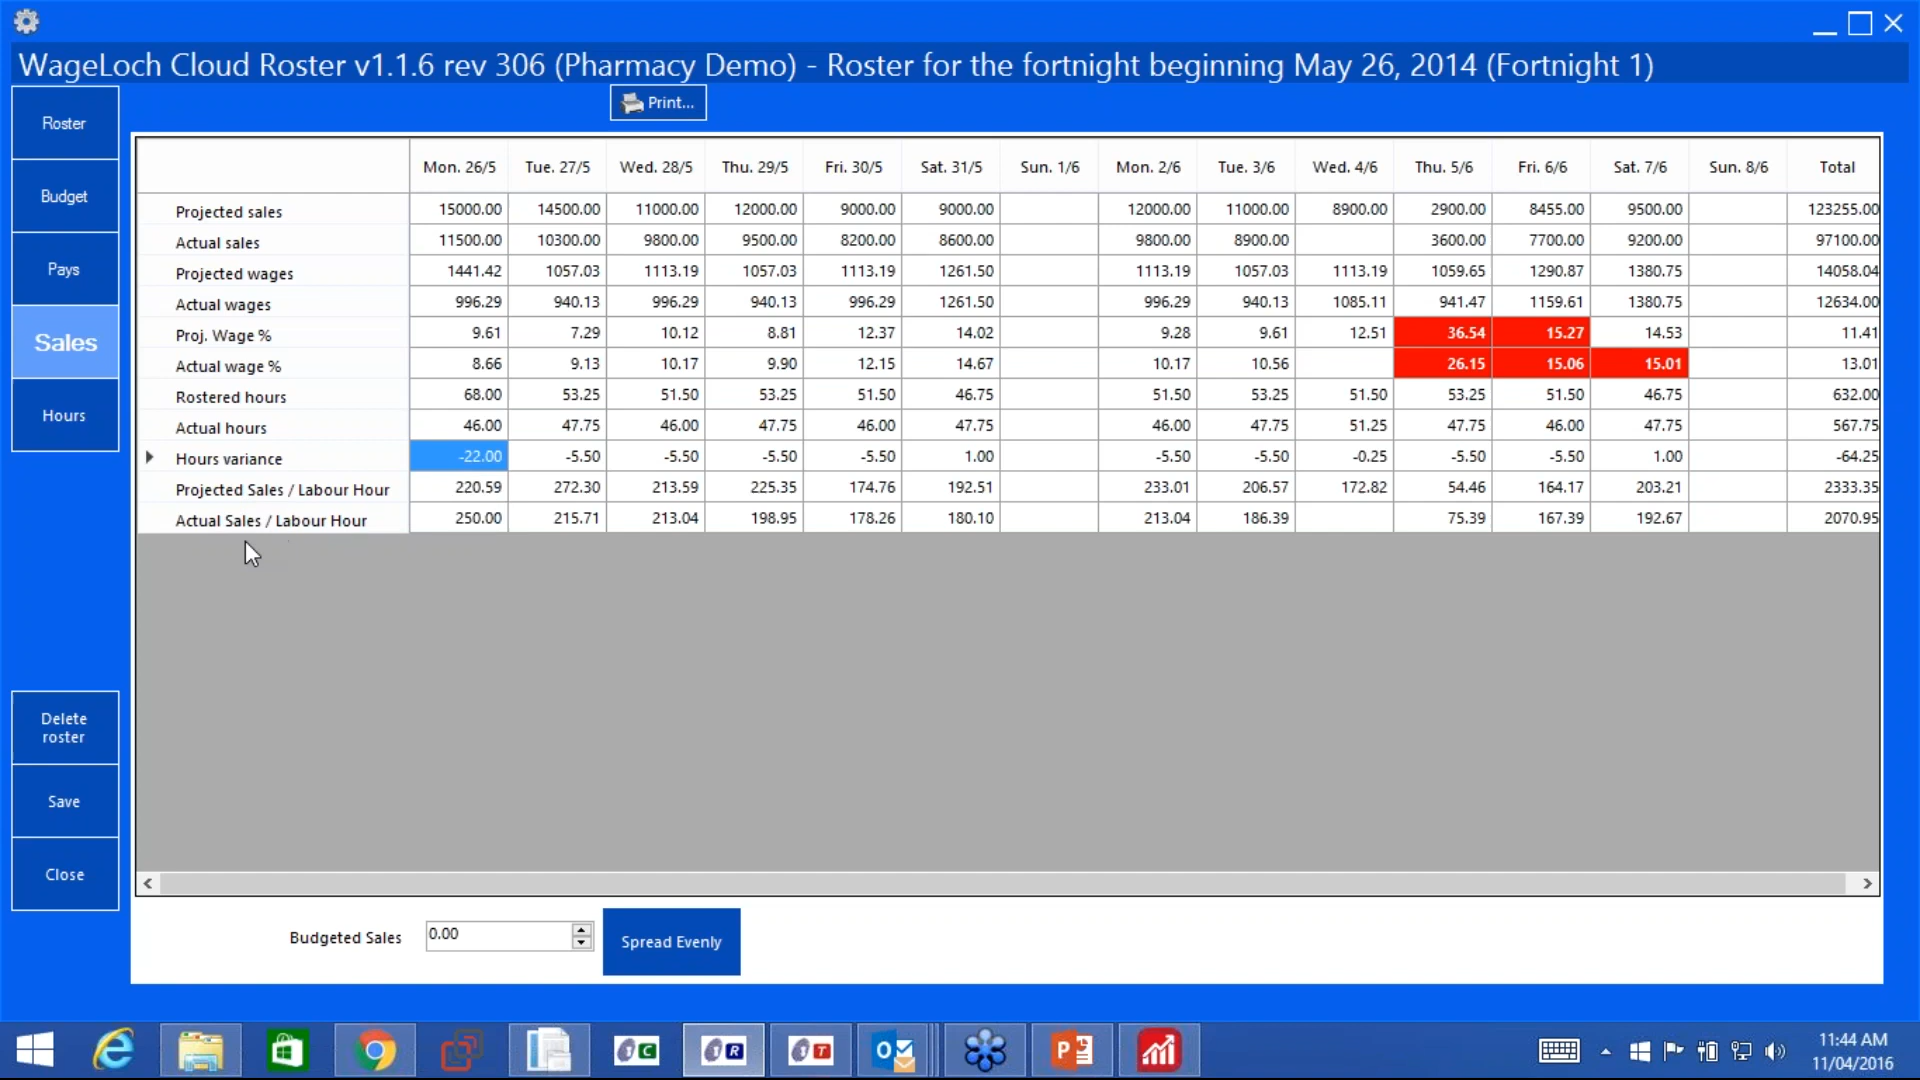 WageLoch Cloud Roster v1.1.6 rev 306 (Pharmacy Demo) - Roster for the fortnight beginning May 26, 2014 (Fortnight 1)
Print...
Roster
Budget
Pays
Sales
Hours
Delete
roster
Save
Close
Mon. 26/5 Tue. 27/5 Wed. 28/5 Thu. 29/5 Fri. 30/5 Sat. 31/5 Sun. 1/6 Mon. 2/6 Tue. 3/6 Wed. 4/6 Thu. 5/6 Fri. 6/6 Sat. 7/6 Sun. 8/6 Total
Projected sales 15000.00 14500.00 11000.00 12000.00 9000.00 9000.00 12000.00 11000.00 8900.00 2900.00 8455.00 9500.00 123255.00
Actual sales 11500.00 10300.00 9800.00 9500.00 8200.00 8600.00 9800.00 8900.00 3600.00 7700.00 9200.00 97100.00
Projected wages 1441.42 1057.03 1113.19 1057.03 1113.19 1261.50 1113.19 1057.03 1113.19 1059.65 1290.87 1380.75 14058.04
Actual wages 996.29 940.13 996.29 940.13 996.29 1261.50 996.29 940.13 1085.11 941.47 1159.61 1380.75 12634.00
Proj. Wage % 9.61 7.29 10.12 8.81 12.37 14.02 9.28 9.61 12.51 36.54 15.27 14.53 11.41
Actual wage % 8.66 9.13 10.17 9.90 12.15 14.67 10.17 10.56 26.15 15.06 15.01 13.01
Rostered hours 68.00 53.25 51.50 53.25 51.50 46.75 51.50 53.25 51.50 53.25 51.50 46.75 632.00
Actual hours 46.00 47.75 46.00 47.75 46.00 47.75 46.00 47.75 51.25 47.75 46.00 47.75 567.75
Hours variance -22.00 -5.50 -5.50 -5.50 -5.50 1.00 -5.50 -5.50 -0.25 -5.50 -5.50 1.00 -64.25
Projected Sales / Labour Hour 220.59 272.30 213.59 225.35 174.76 192.51 233.01 206.57 172.82 54.46 164.17 203.21 2333.35
Actual Sales / Labour Hour 250.00 215.71 213.04 198.95 178.26 180.10 213.04 186.39 75.39 167.39 192.67 2070.95
Budgeted Sales 0.00 Spread Evenly
C R T
11:44 AM
11/04/2016